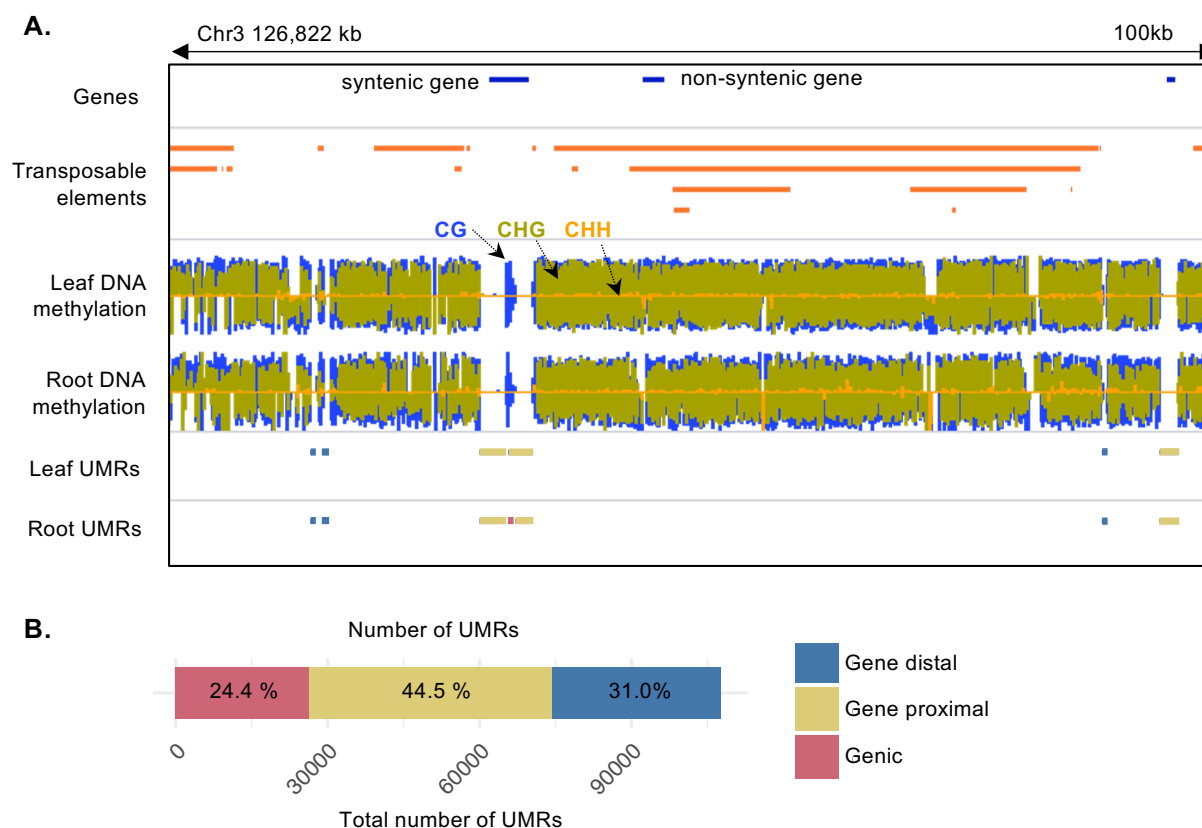 A.
Chr3 126,822 kb
100kb
Genes
syntenic gene
non-syntenic gene
Transposable
elements
CG
CHG
CHH
Leaf DNA
methylation
Root DNA
methylation
Leaf UMRs
Root UMRs
B.
Number of UMRs
24.4 %
44.5 %
31.0%
0
30000
60000
90000
Total number of UMRs
Gene distal
Gene proximal
Genic